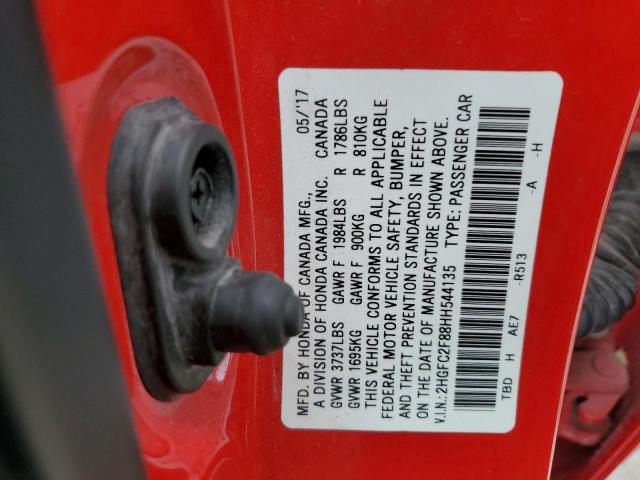 MFD. BY HONDA OF CANADA MFG., 05/'17
A DIVISION OF HONDA CANADA INC. CANADA
GVWR 3737LBS GAWR F 1984LBS R 1786LBS
GVWR 1695KG GAWR F 900KG R 810KG
THIS VEHICLE CONFORMS TO ALL APPLICABLE
FEDERAL MOTOR VEHICLE SAFETY, BUMPER,
AND THEFT PREVENTION STANDARDS IN EFFECT
ON THE DATE OF MANUFACTURE SHOWN ABOVE.
V.I.N.: 2HGFC2F88HH544135 TYPE: PASSENGER CAR
TBD H AE7 -R513 -A -H